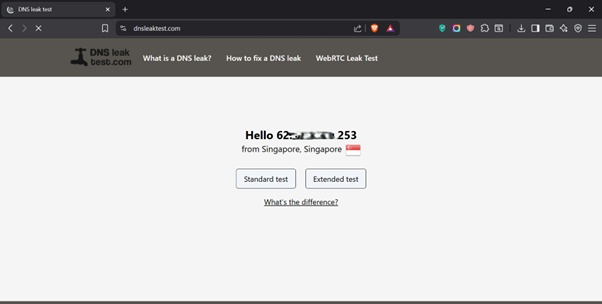 DNS leak test
dnsleaktest.com
DNS leak
test.com
What is a DNS leak?
How to fix a DNS leak
WebRTC Leak Test
Hello 62. 253
from Singapore, Singapore
Standard test
Extended test
What's the difference?